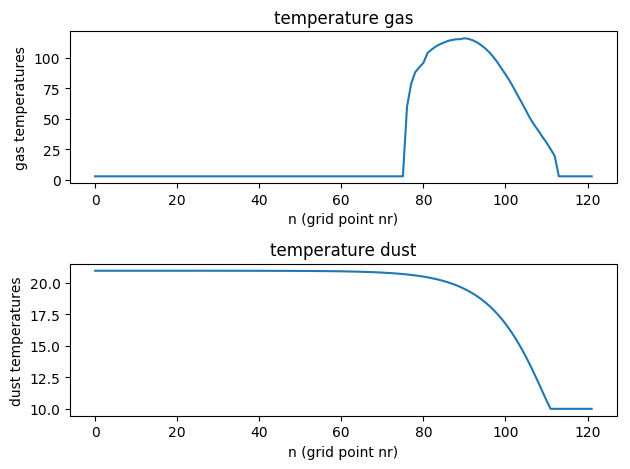 temperature gas
gas temperatures
100
75
50
25
0
0 20 40 60 80 100 120
n (grid point nr)
temperature dust
dust temperatures
20.0
17.5
15.0
12.5
10.0
0 20 40 60 80 100 120
n (grid point nr)